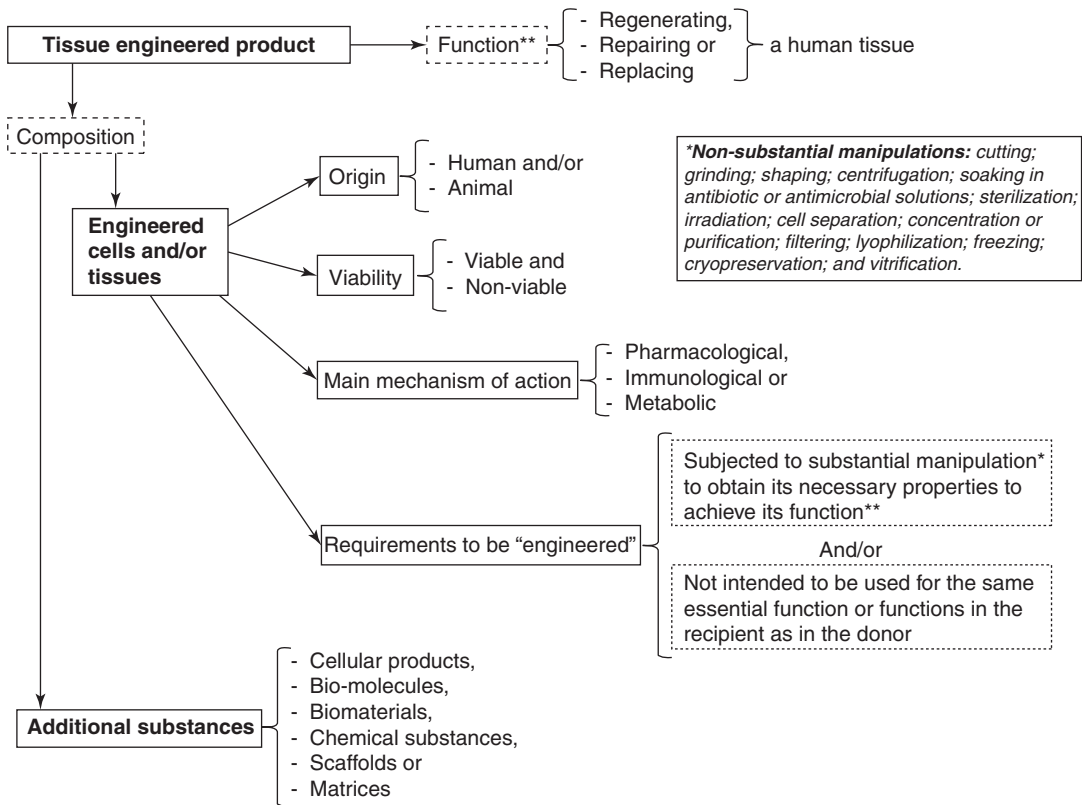 Tissue engineered product
Function**
- Regenerating,
- Repairing or
- Replacing
a human tissue
Composition
*Non-substantial manipulations: cutting;
grinding; shaping; centrifugation; soaking in
antibiotic or antimicrobial solutions; sterilization;
irradiation; cell separation; concentration or
purification; filtering; lyophilization; freezing;
cryopreservation; and vitrification.
Engineered
cells and/or
tissues
Origin
- Human and/or
- Animal
Viability
- Viable and
- Non-viable
Main mechanism of action
- Pharmacological,
- Immunological or
- Metabolic
Requirements to be “engineered”
Subjected to substantial manipulation*
to obtain its necessary properties to
achieve its function**
And/or
Not intended to be used for the same
essential function or functions in the
recipient as in the donor
Additional substances
- Cellular products,
- Bio-molecules,
- Biomaterials,
- Chemical substances,
- Scaffolds or
- Matrices